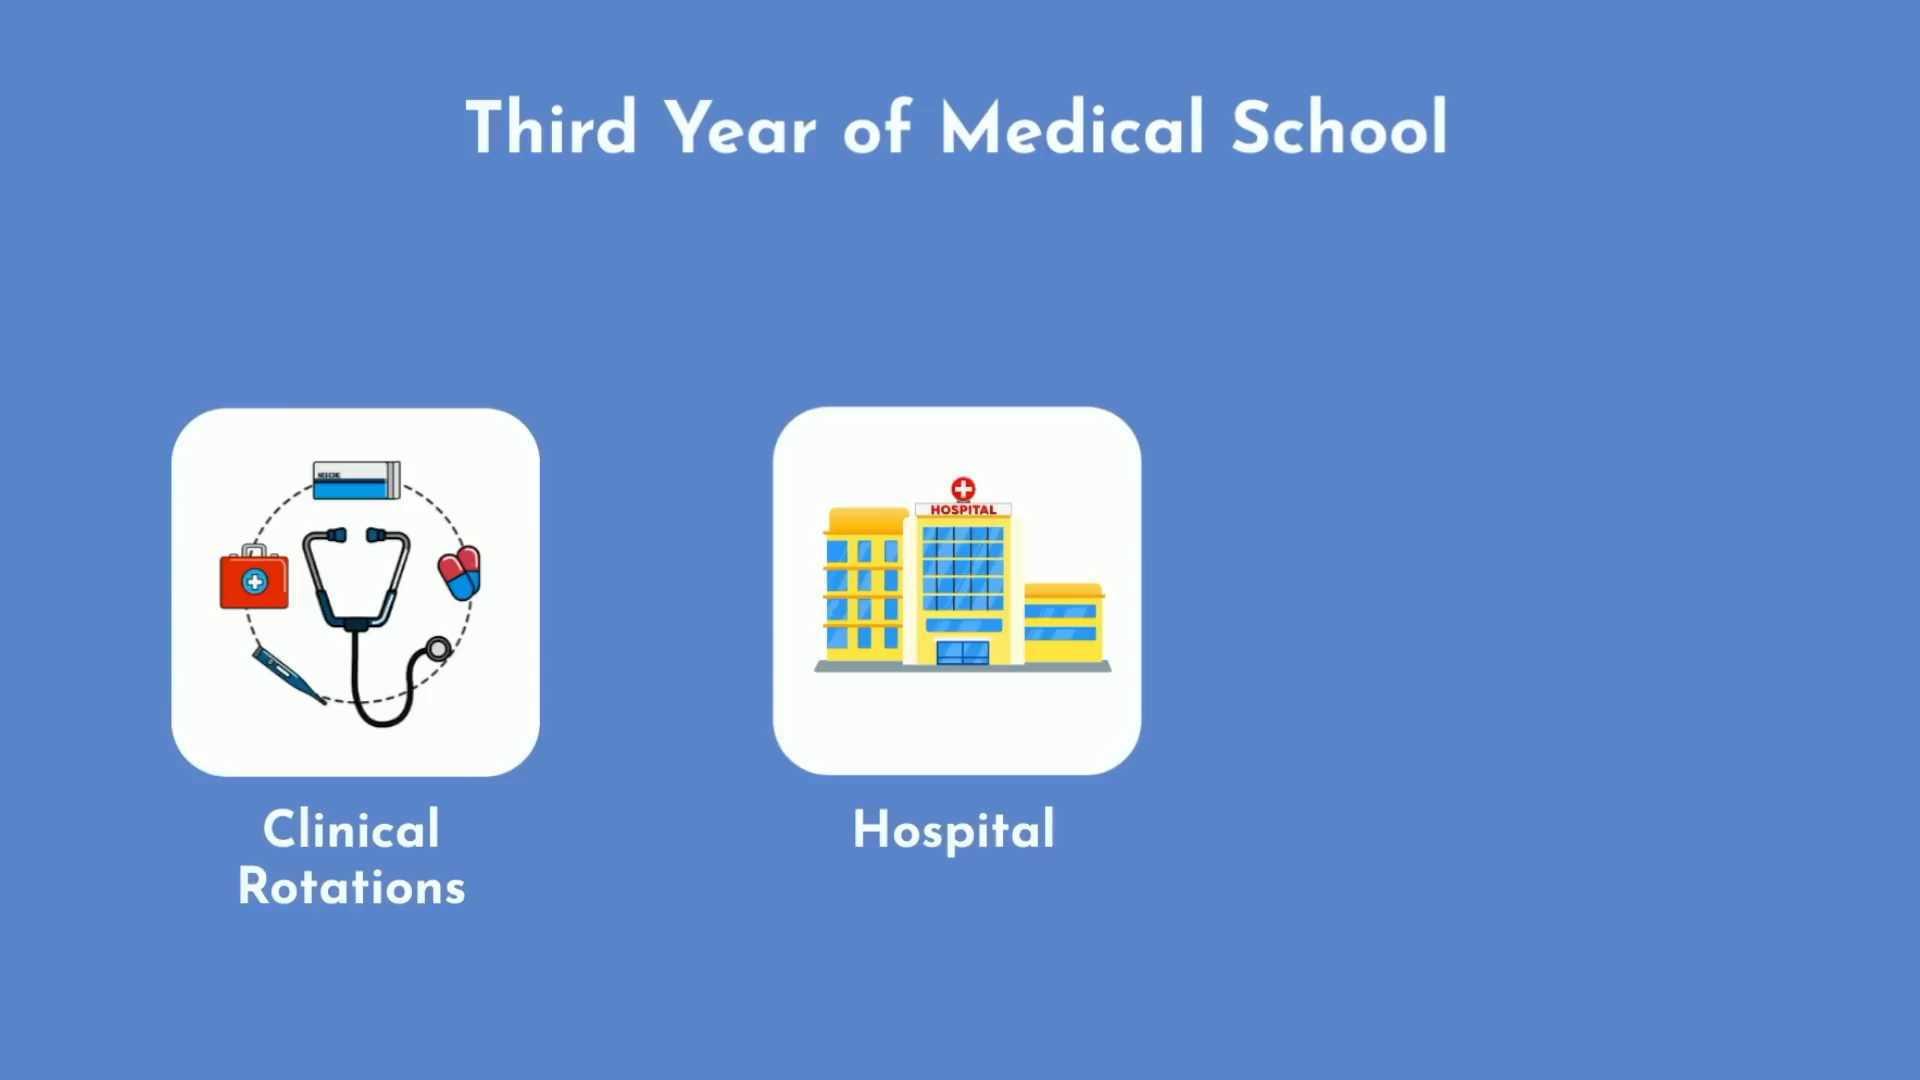 Third Year of Medical School
HOSPITAL
Clinical
Rotations
Hospital